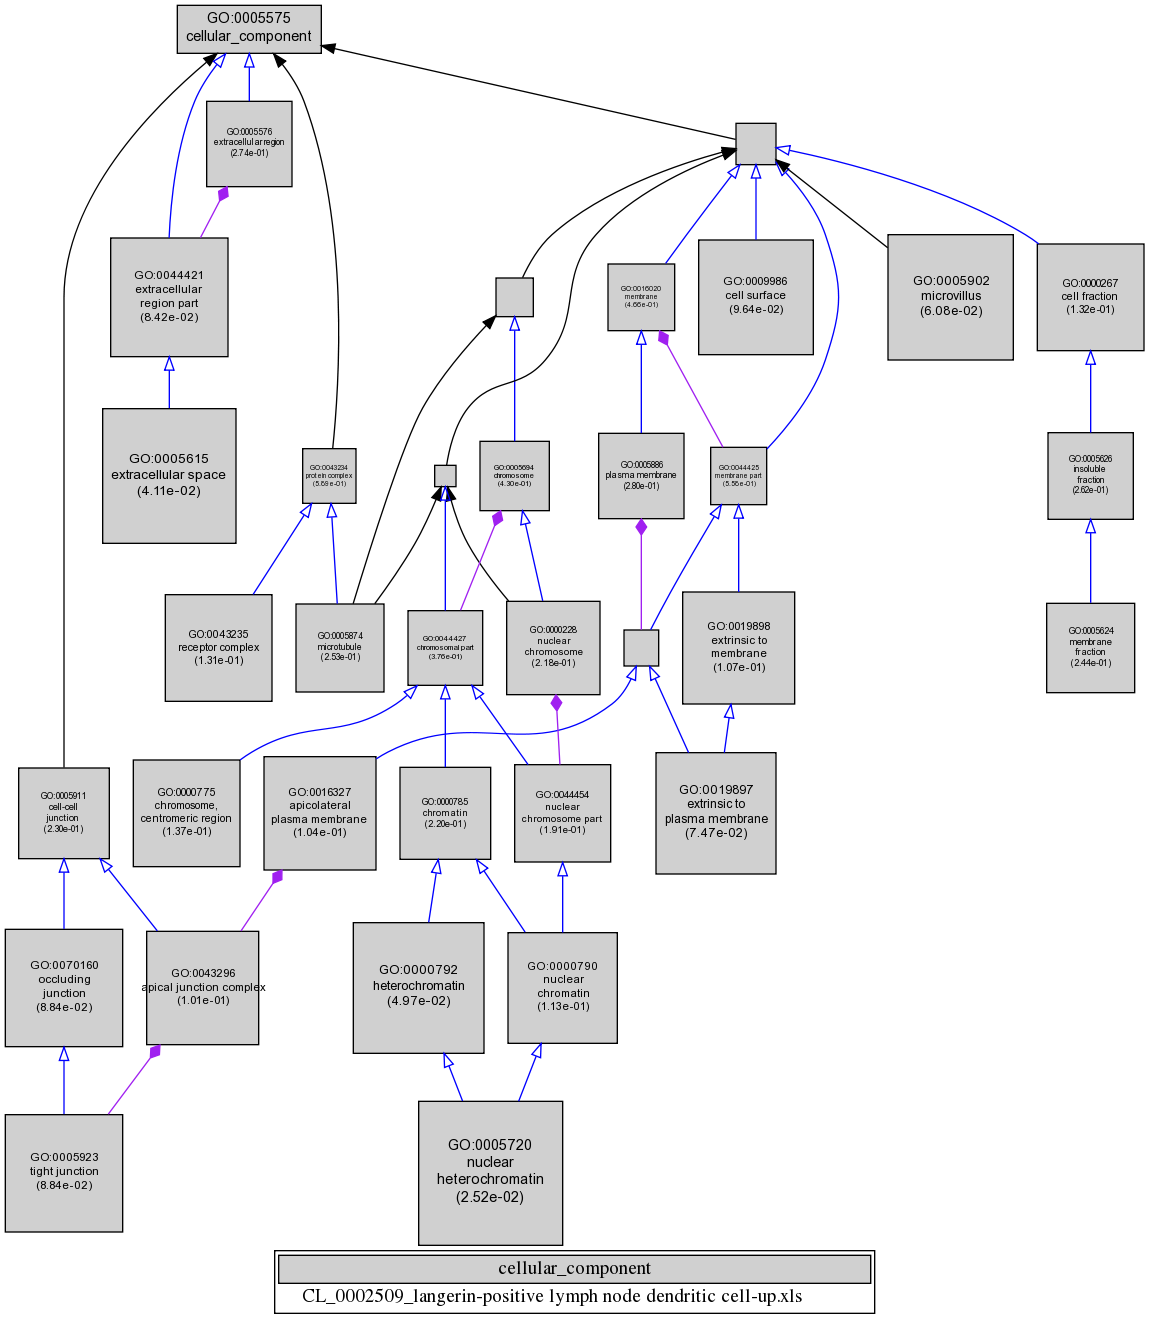 GO:0005575
cellular_component
GO:0005576
extracellular region
(2.74e-01)
GO:0044421
extracellular
region part
(8.42e-02)
GO:0016020
membrane
(4.66e-01)
GO:0009986
cell surface
(9.64e-02)
GO:0005902
microvillus
(6.08e-02)
GO:0000267
cell fraction
(1.32e-01)
GO:0005615
extracellular space
(4.11e-02)
GO:0043234
protein complex
(5.69e-01)
GO:0005694
chromosome
(4.30e-01)
GO:0005886
plasma membrane
(2.80e-01)
GO:0044425
membrane part
(5.56e-01)
GO:0005626
insoluble
fraction
(2.62e-01)
GO:0043235
receptor complex
(1.31e-01)
GO:0005874
microtubule
(2.53e-01)
GO:0044427
chromosomal part
(3.76e-01)
GO:0000228
nuclear
chromosome
(2.18e-01)
GO:0019898
extrinsic to
membrane
(1.07e-01)
GO:0005624
membrane
fraction
(2.44e-01)
GO:0005911
cell-cell
junction
(2.30e-01)
GO:0000775
chromosome,
centromeric region
(1.37e-01)
GO:0016327
apicolateral
plasma membrane
(1.04e-01)
GO:0000785
chromatin
(2.20e-01)
GO:0044454
nuclear
chromosome part
(1.91e-01)
GO:0019897
extrinsic to
plasma membrane
(7.47e-02)
GO:0070160
occluding
junction
(8.84e-02)
GO:0043296
apical junction complex
(1.01e-01)
GO:0000792
heterochromatin
(4.97e-02)
GO:0000790
nuclear
chromatin
(1.13e-01)
GO:0005923
tight junction
(8.84e-02)
GO:0005720
nuclear
heterochromatin
(2.52e-02)
cellular_component
CL_0002509_langerin-positive lymph node dendritic cell-up.xls